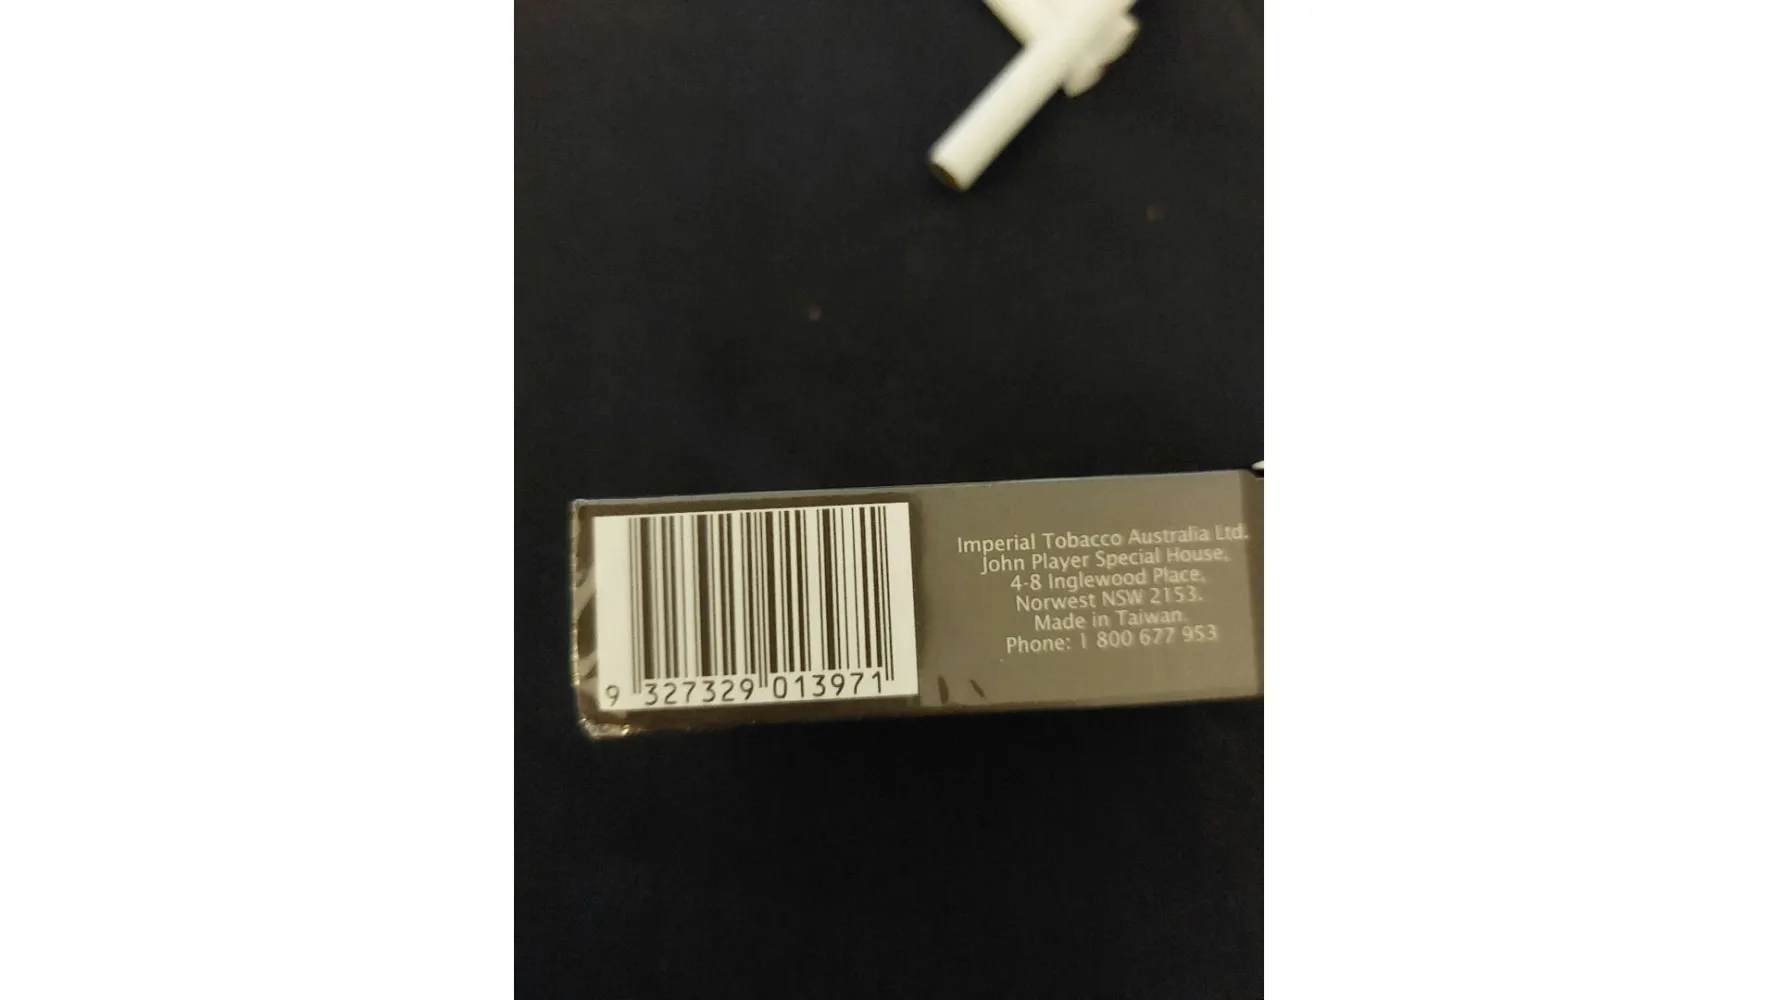 Imperial Tobacco Australia Ltd.
John Player Special House,
4-8 Inglewood Place,
Norwest NSW 2153.
Made in Taiwan.
Phone: 1 800 677 953
9 327329 013971